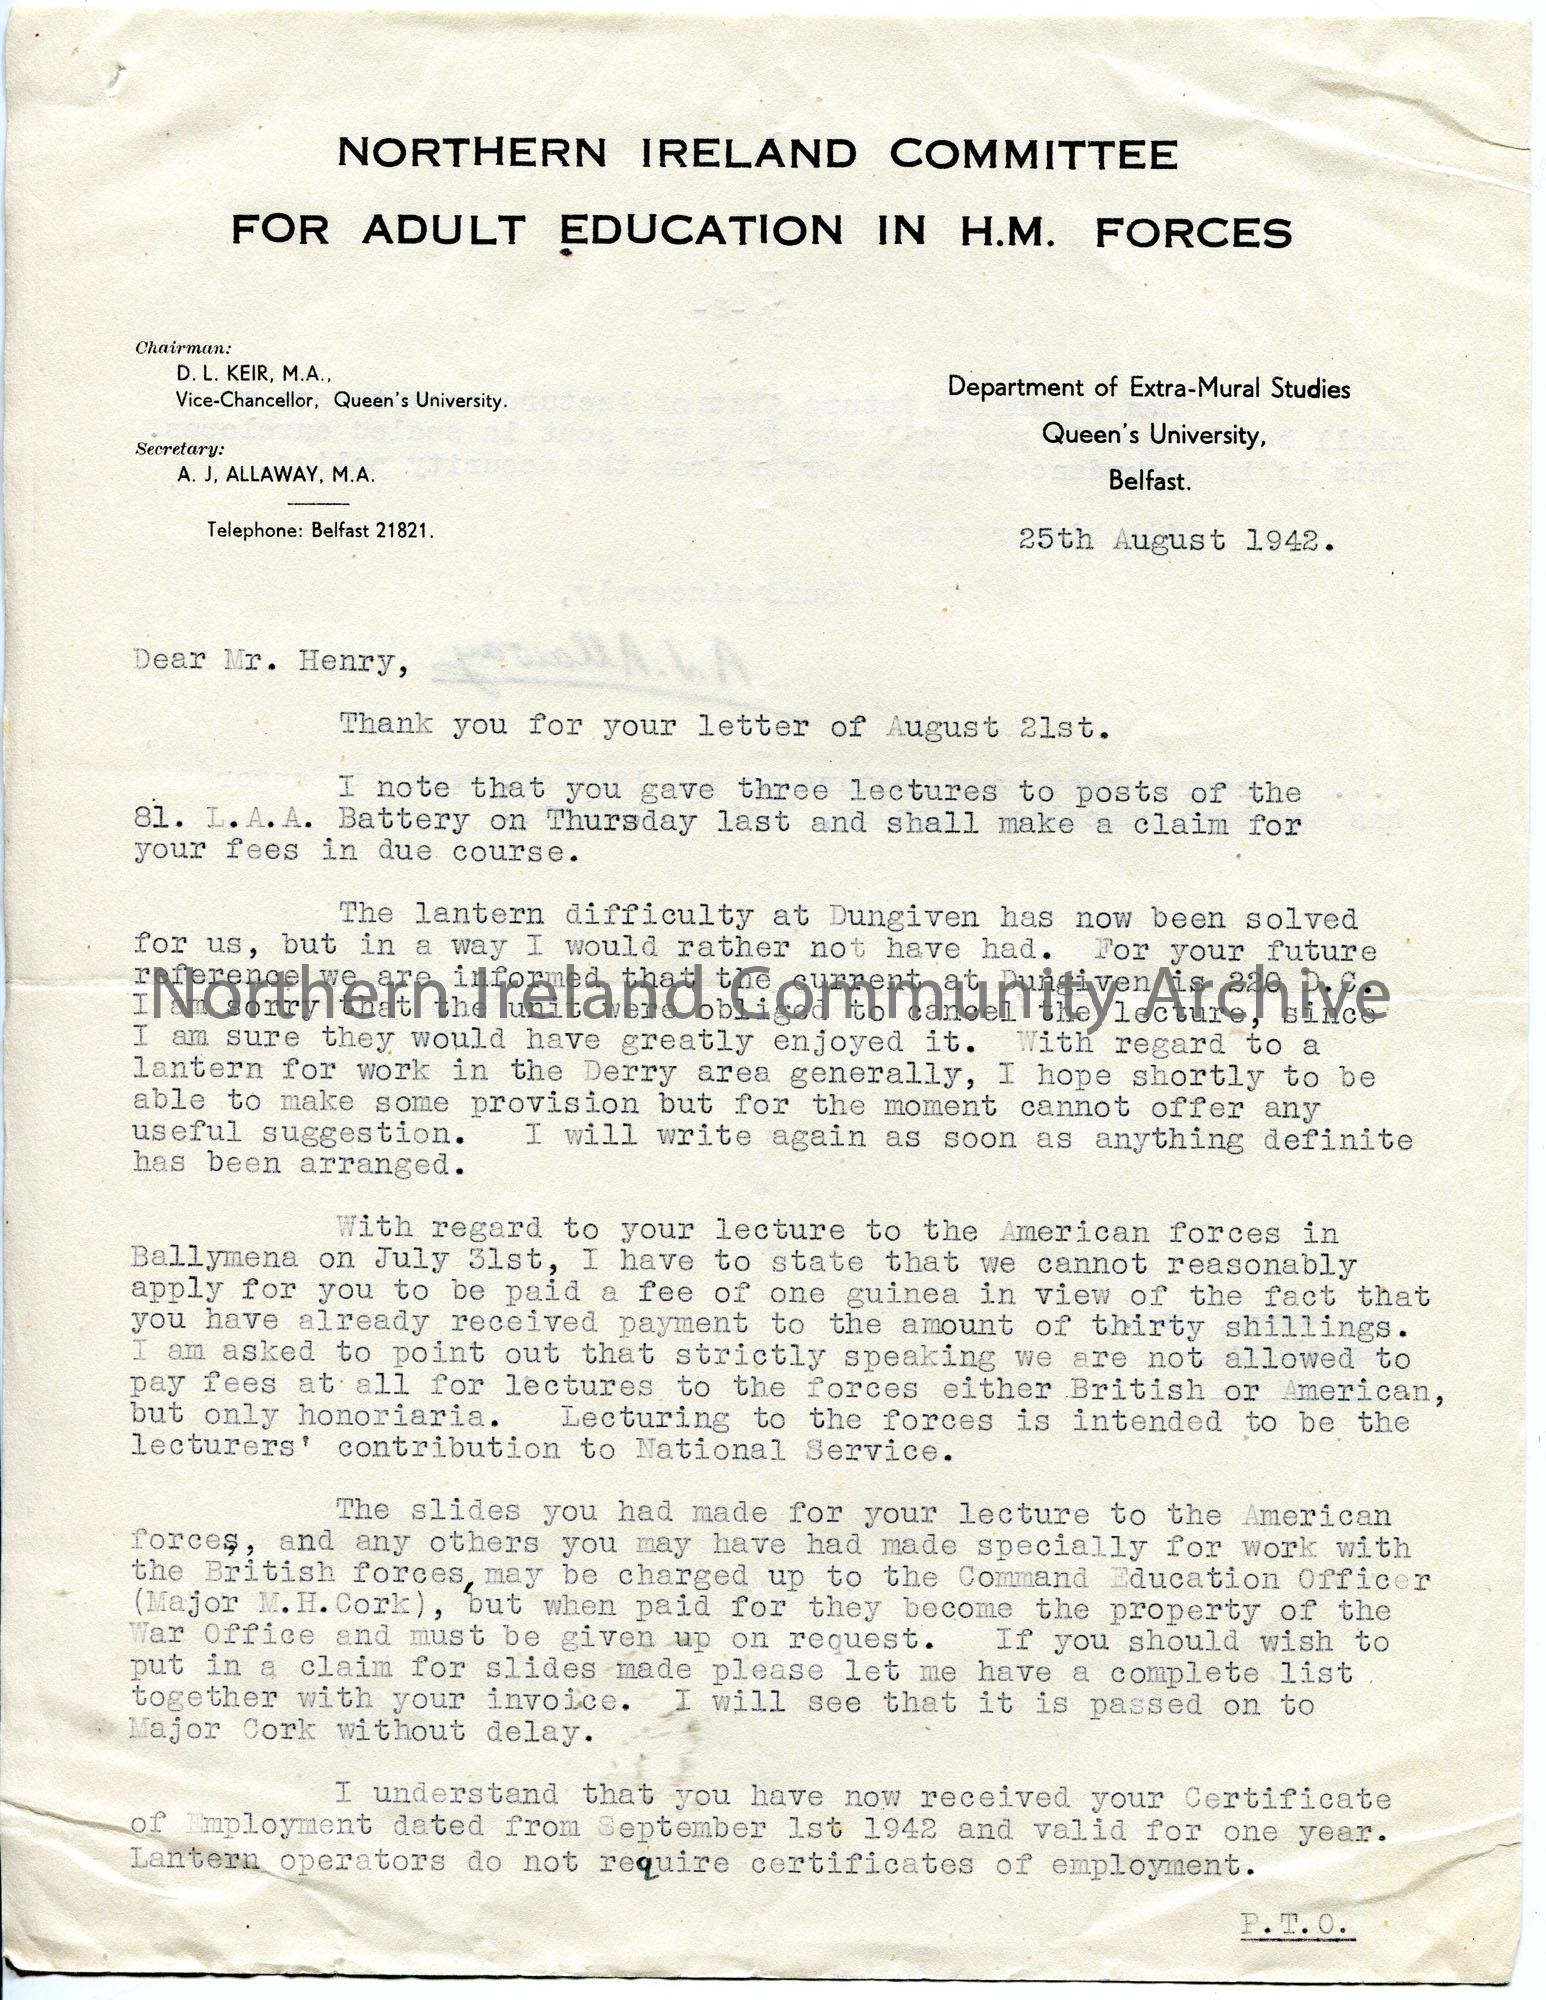 NORTHERN IRELAND COMMITTEE
FOR ADULT EDUCATION IN H.M. FORCES
Chairman:
D. L. KEIR, M.A.,
Vice-Chancellor, Queen's University.
Secretary:
A. J, ALLAWAY, M.A.
Telephone: Belfast 21821.
Department of Extra-Mural Studies
Queen's University,
Belfast.
25th August 1942.
Dear Mr. Henry,
Thank you for your letter of August 21st.
I note that you gave three lectures to posts of the
81. L.A.A. Battery on Thursday last and shall make a claim for
your fees in due course.
The lantern difficulty at Dungiven has now been solved
for us, but in a way I would rather not have had. For your future
reference we are informed that the current at Dungiven is 220 D.C.
I am sorry that the unit were obliged to cancel the lecture, since
I am sure they would have greatly enjoyed it. With regard to a
lantern for work in the Derry area generally, I hope shortly to be
able to make some provision but for the moment cannot offer any
useful suggestion. I will write again as soon as anything definite
has been arranged.
With regard to your lecture to the American forces in
Ballymena on July 31st, I have to state that we cannot reasonably
apply for you to be paid a fee of one guinea in view of the fact that
you have already received payment to the amount of thirty shillings.
I am asked to point out that strictly speaking we are not allowed to
pay fees at all for lectures to the forces either British or American,
but only honoriaria. Lecturing to the forces is intended to be the
lecturers' contribution to National Service.
The slides you had made for your lecture to the American
forces, and any others you may have had made specially for work with
the British forces, may be charged up to the Command Education Officer
(Major M.H.Cork), but when paid for they become the property of the
War Office and must be given up on request. If you should wish to
put in a claim for slides made please let me have a complete list
together with your invoice. I will see that it is passed on to
Major Cork without delay.
I understand that you have now received your Certificate
of Employment dated from September 1st 1942 and valid for one year.
Lantern operators do not require certificates of employment.
P.T.O.
Northern Ireland Community Archive